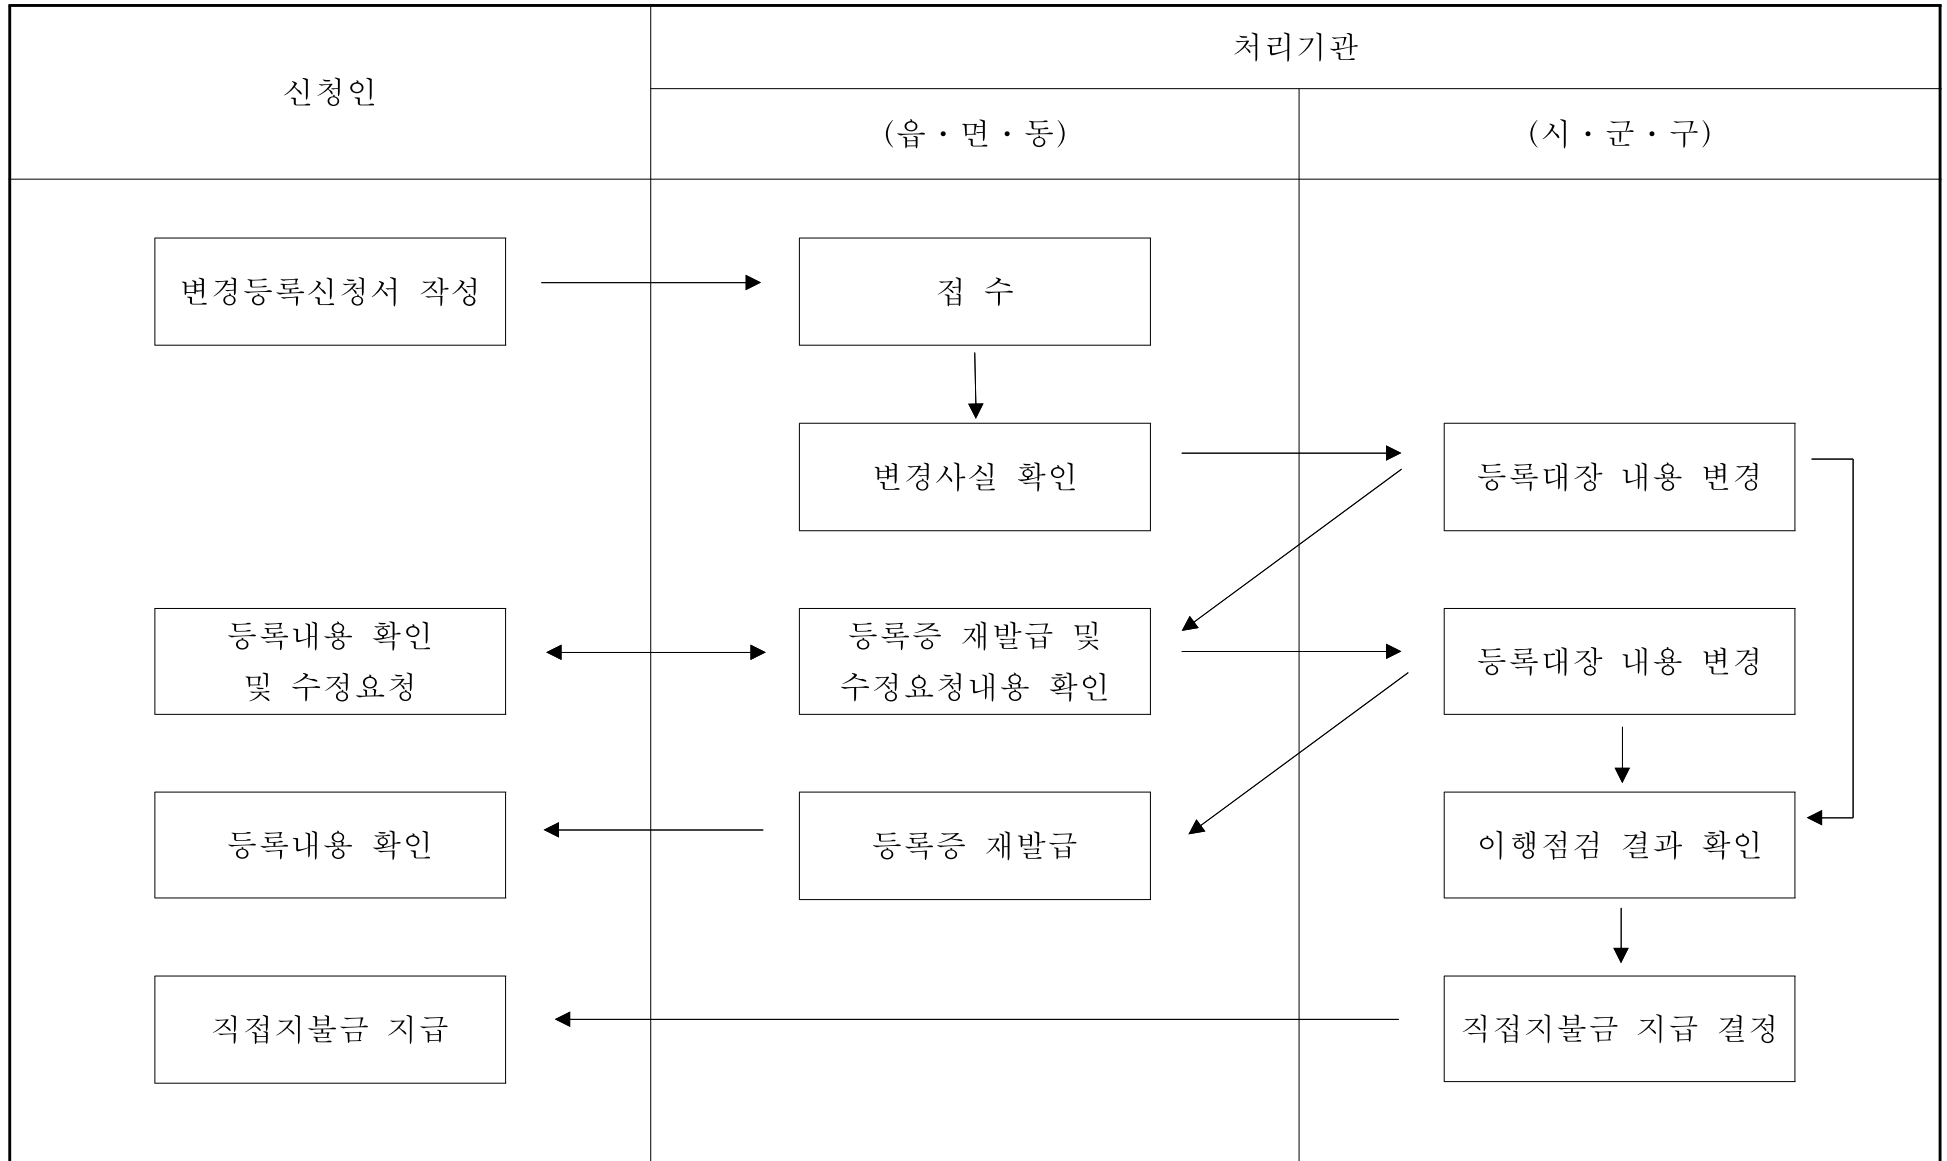 신청인
처리기관
(읍·면·동)
(시·군·구)
변경등록신청서 작성
접 수
변경사실 확인
등록대장 내용 변경
등록내용 확인
및 수정요청
등록증 재발급 및
수정요청내용 확인
등록대장 내용 변경
등록내용 확인
등록증 재발급
이행점검 결과 확인
직접지불금 지급
직접지불금 지급 결정